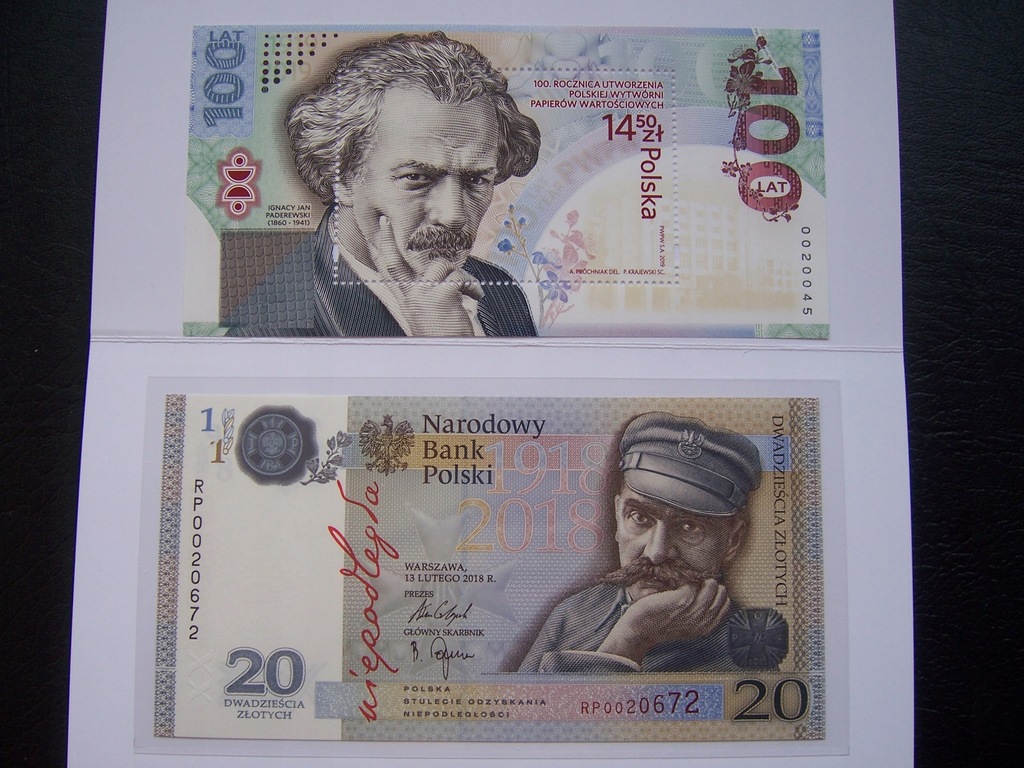 100 LAT
100. ROCZNICA UTWORZENIA
POLSKIEJ WYTWÓRNI
PAPIERÓW WARTOŚCIOWYCH
14 50 ZŁ
Polska
100
LAT
IGNACY JAN
PADEREWSKI
(1860 - 1941)
PWPW S.A. 2019
A. PRÓCHNIAK DEL. P. KRAJEWSKI SC.
0020045
1
1
Narodowy
Bank
Polski
1918
2018
niepodległa
RP0020672
WARSZAWA,
13 LUTEGO 2018 R.
PREZES
GŁÓWNY SKARBNIK
DWADZIEŚCIA ZŁOTYCH
20
DWADZIEŚCIA
ZŁOTYCH
POLSKA
STULECIE ODZYSKANIA
NIEPODLEGŁOŚCI
RP0020672
20